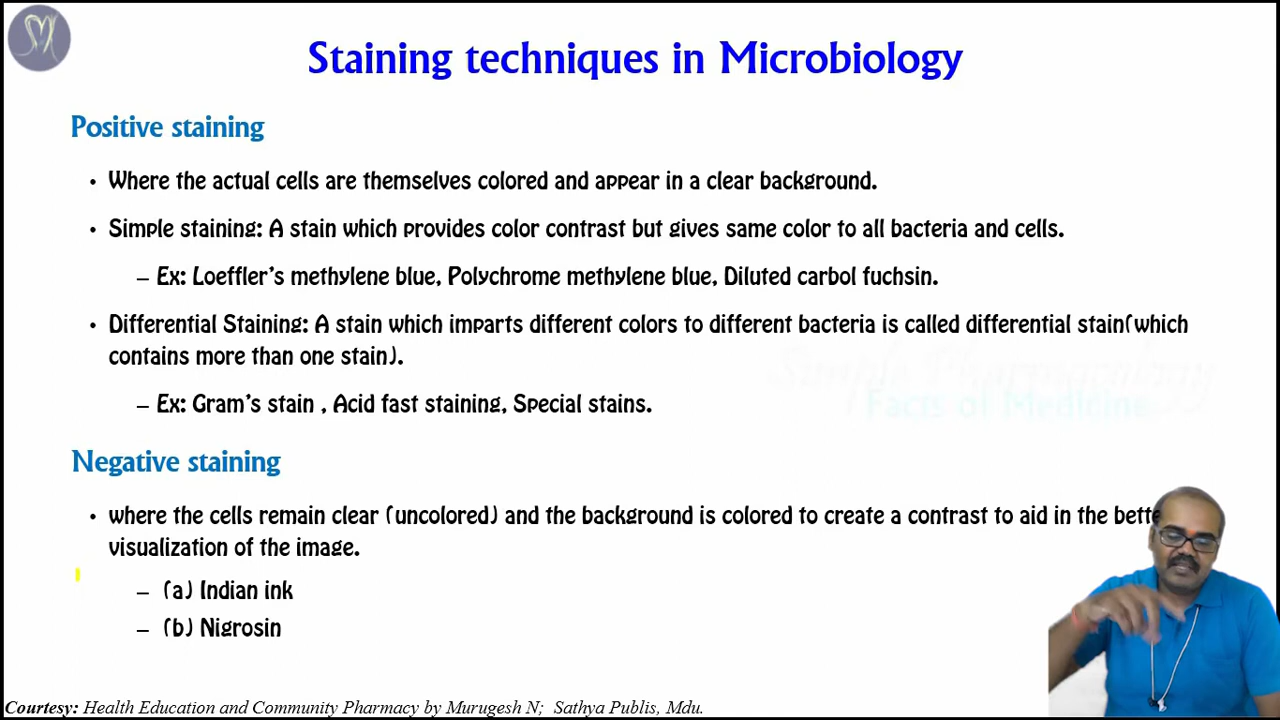 Staining techniques in Microbiology
Positive staining
• Where the actual cells are themselves colored and appear in a clear background.
• Simple staining: A stain which provides color contrast but gives same color to all bacteria and cells.
– Ex: Loeffler's methylene blue, Polychrome methylene blue, Diluted carbol fuchsin.
• Differential Staining: A stain which imparts different colors to different bacteria is called differential stain(which
contains more than one stain).
– Ex: Gram's stain , Acid fast staining, Special stains.
Facts of Medicine
Negative staining
• where the cells remain clear (uncolored) and the background is colored to create a contrast to aid in the bette
visualization of the image.
– (a) Indian ink
– (b) Nigrosin
Courtesy: Health Education and Community Pharmacy by Murugesh N; Sathya Publis, Mdu.